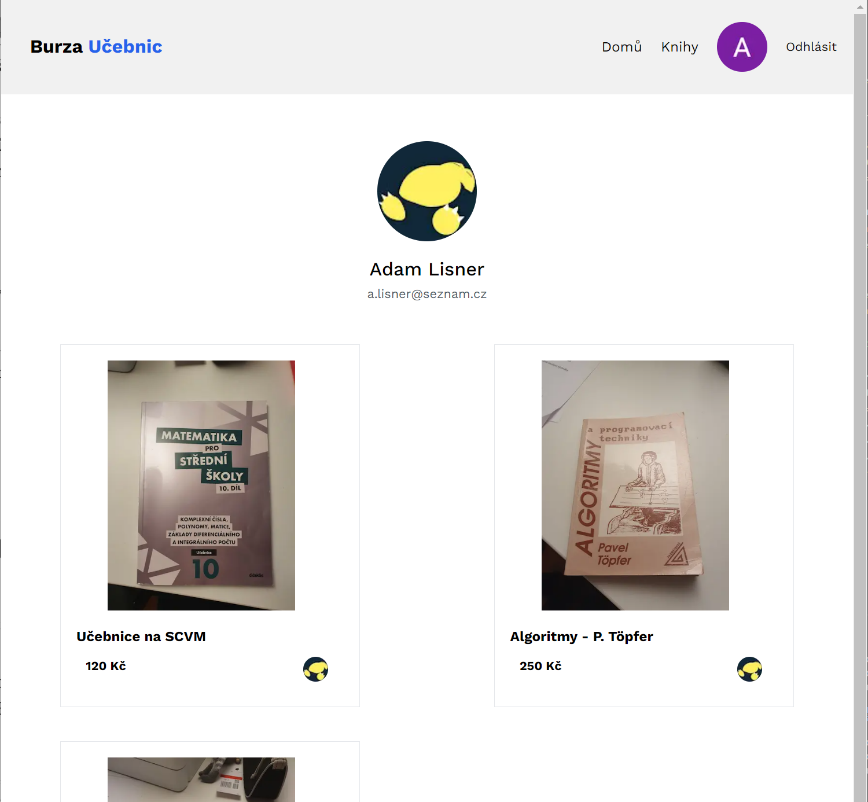 Burza Učebnic
Domů
Knihy
A
Odhlásit
Adam Lisner
a.lisner@seznam.cz
MATEMATIKA
PRO
STŘEDNÍ
ŠKOLY
10. DÍL
KOMPLEXNÍ ČÍSLA,
POLYNOMY, MATICE,
ZÁKLADY DIFERENCIÁLNÍHO
A INTEGRÁLNÍHO POČTU
Učebnice
10
Učebnice na SCVM
120 Kč
a programovací
techniky
ALGORITMY
Pavel
Töpfer
Algoritmy - P. Töpfer
250 Kč